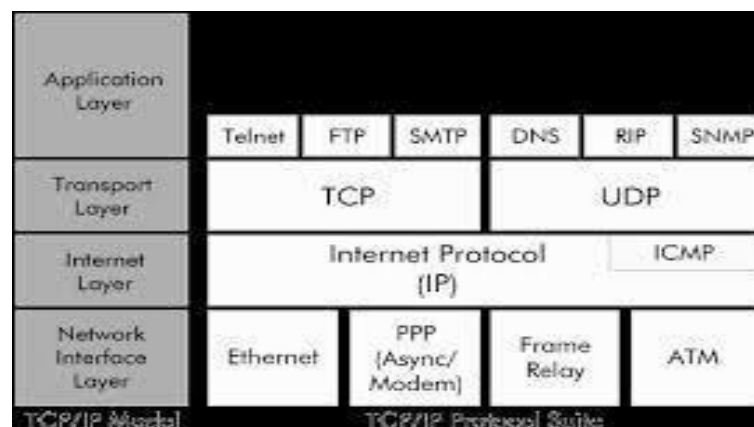 Application
Layer
Telnet FTP SMTP DNS RIP SNMP
Transport
Layer
TCP UDP
Internet
Layer
Internet Protocol
(IP)
ICMP
Network
Interface
Layer
Ethernet
PPP
(Async/
Modem)
Frame
Relay
ATM
TCP/IP Model
TCP/IP Protocol Suite